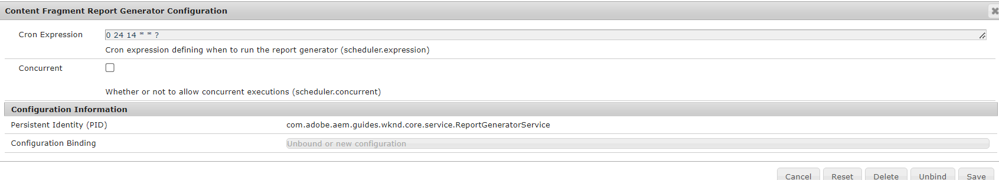 Content Fragment Report Generator Configuration
Cron Expression
0 24 14 * * ?
Cron expression defining when to run the report generator (scheduler.expression)
Concurrent
Whether or not to allow concurrent executions (scheduler.concurrent)
Configuration Information
Persistent Identity (PID) com.adobe.aem.guides.wknd.core.service.ReportGeneratorService
Configuration Binding Unbound or new configuration
Cancel Reset Delete Unbind Save